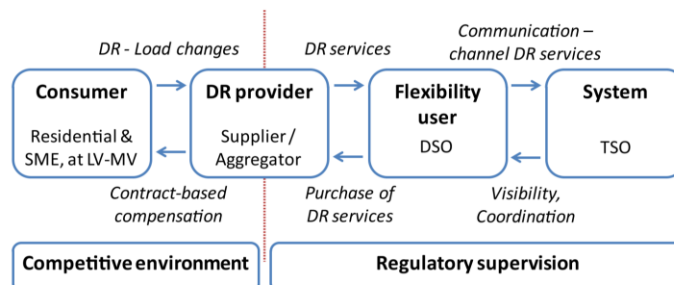 DR - Load changes
DR services
Communication –
channel DR services
Consumer
Residential &
SME, at LV-MV
DR provider
Supplier /
Aggregator
Flexibility
user
DSO
System
TSO
Contract-based
compensation
Purchase of
DR services
Visibility,
Coordination
Competitive environment
Regulatory supervision